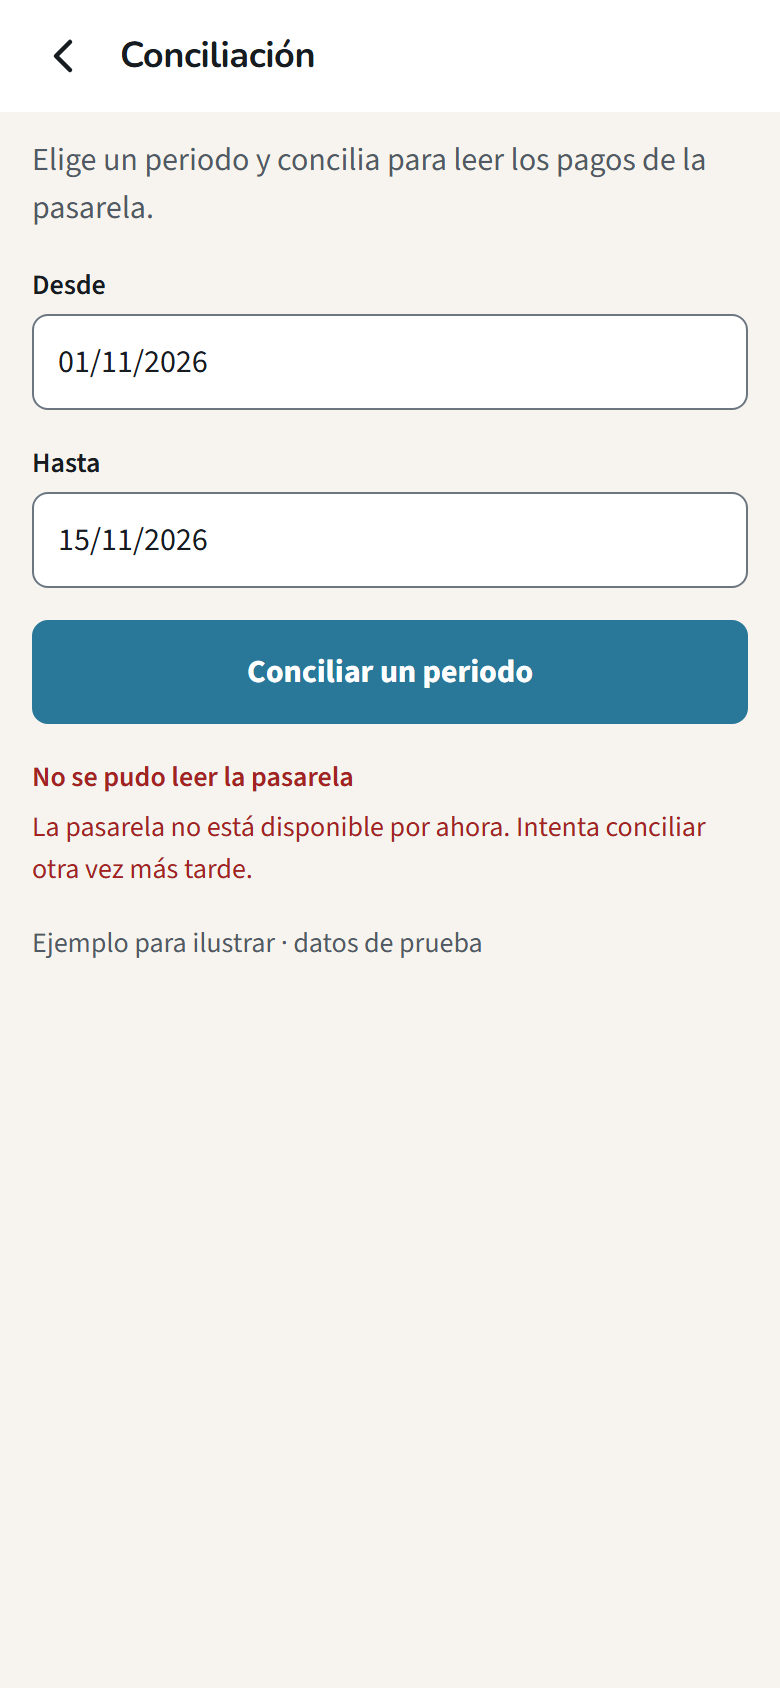 Conciliación
Elige un periodo y concilia para leer los pagos de la
pasarela.
Desde
01/11/2026
Hasta
15/11/2026
Conciliar un periodo
No se pudo leer la pasarela
La pasarela no está disponible por ahora. Intenta conciliar
otra vez más tarde.
Ejemplo para ilustrar · datos de prueba